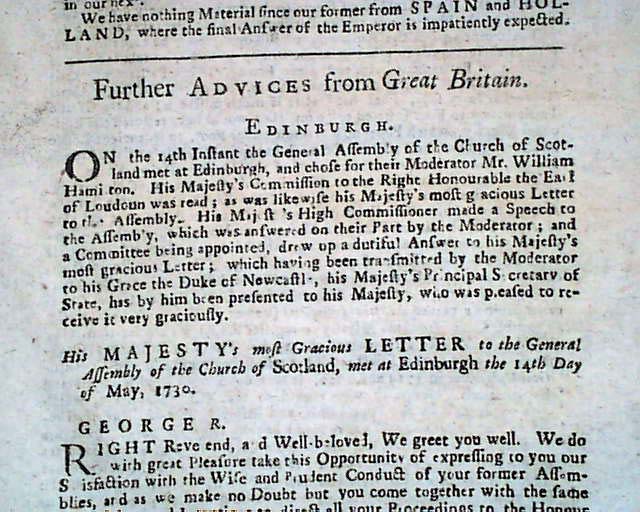 in our next.
We have nothing Material since our former from SPAIN and HOL-
LAND, where the final Answer of the Emperor is impatiently expected.
Further ADVICES from Great Britain.
EDINBURGH.
ON the 14th Instant the General Assembly of the Church of Scot-
land met at Edinburgh, and chose for their Moderator Mr. William
Hamilton. His Majesty's Commission to the Right Honourable the Earl
of Loudoun was read; as was likewise his Majesty's most gracious Letter
to the Assembly. His Majesty's High Commissioner made a Speech to
the Assembly, which was answered on their Part by the Moderator; and
a Committee being appointed, drew up a dutiful Answer to his Majesty's
most gracious Letter; which having been transmitted by the Moderator
to his Grace the Duke of Newcastle, his Majesty's Principal Secretary of
State, has by him been presented to his Majesty, who was pleased to re-
ceive it very graciously.
His MAJESTY's most Gracious LETTER to the General
Assembly of the Church of Scotland, met at Edinburgh the 14th Day
of May, 1730.
GEORGE R.
RIGHT Reverend, and Well-beloved, We greet you well. We do
with great Pleasure take this Opportunity of expressing to you our
Satisfaction with the Wise and Prudent Conduct of your former Assem-
blies, and as we make no Doubt but you come together with the same
direct all your Proceedings to the Honour